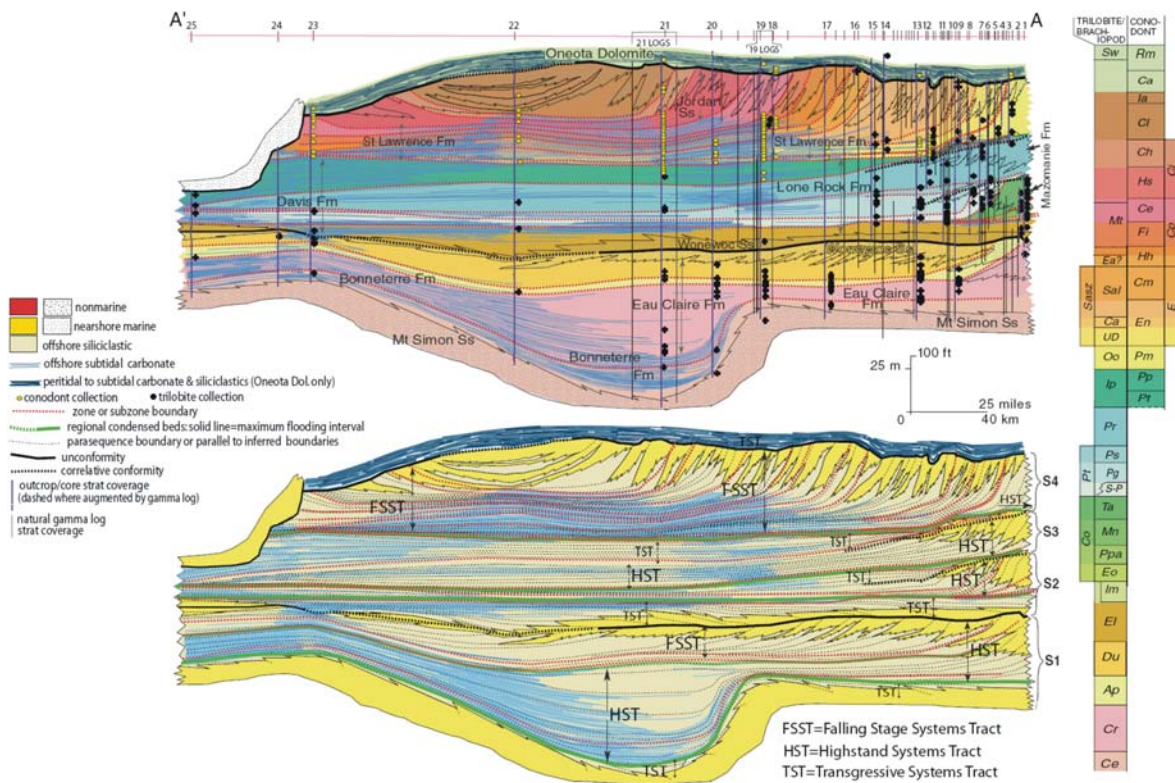 A'
A
25 24 23 22 21 20 19 18 17 16 15 14 13 12 11 10 9 8 7 6 5 4 3 2 1
21 LOGS
19 LOGS
Oneota Dolomite
Jordan
Ss
St Lawrence Fm
St Lawrence Fm
Lone Rock Fm
Mazomanie Fm
Davis Fm
Wonewoc Ss
Bonneterre Fm
Eau Claire Fm
Eau Claire
Fm
Mt Simon Ss
Mt Simon Ss
Bonneterre
Fm
100 ft
25 m
25 miles
0
40 km
nonmarine
nearshore marine
offshore siliciclastic
offshore subtidal carbonate
peritidal to subtidal carbonate & siliciclastics (Oneota Dol. only)
conodont collection
trilobite collection
zone or subzone boundary
regional condensed beds: solid line=maximum flooding interval
parasequence boundary or parallel to inferred boundaries
unconformity
correlative conformity
outcrop/core strat coverage
(dashed where augmented by gamma log)
natural gamma log
strat coverage
TST
FSST
FSST
S4
HST
TST
TST
HST
S3
HST
TST
HST
S2
TST
TST
FSST
HST
S1
HST
TST
TST
FSST=Falling Stage Systems Tract
HST=Highstand Systems Tract
TST=Transgressive Systems Tract
TRILOBITE/
BRACH-
IOPOD
CONO-
DONT
Sw
Rm
Ca
Ia
Cl
Ch
Hs
Mt
Ce
Fi
Hh
Ea?
Sasz
Sal
Cm
Ca
En
UD
Oo
Pm
Ip
Pp
Pt
Pr
Pt
Ps
Pg
S-P
Co
Ta
Mn
Ppa
Eo
Im
El
Du
Ap
Cr
Ce